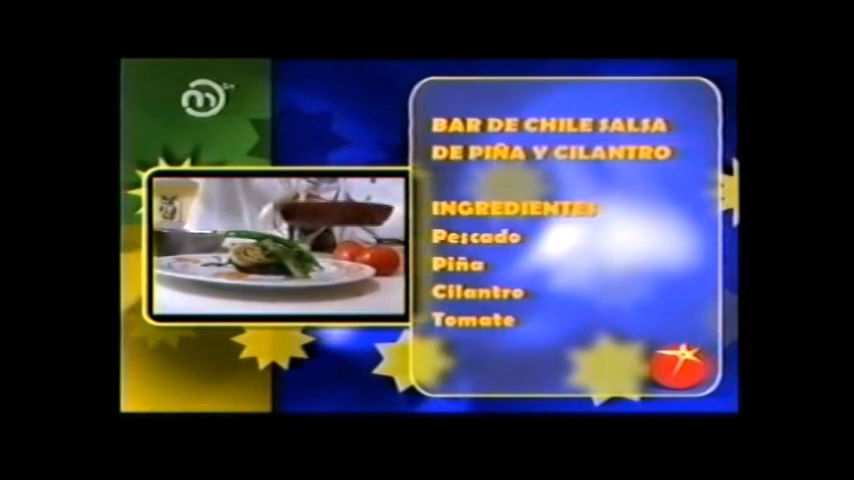 BAR DE CHILE SALSA
DE PIÑA Y CILANTRO
INGREDIENTES
Pescado
Piña
Cilantro
Tomate